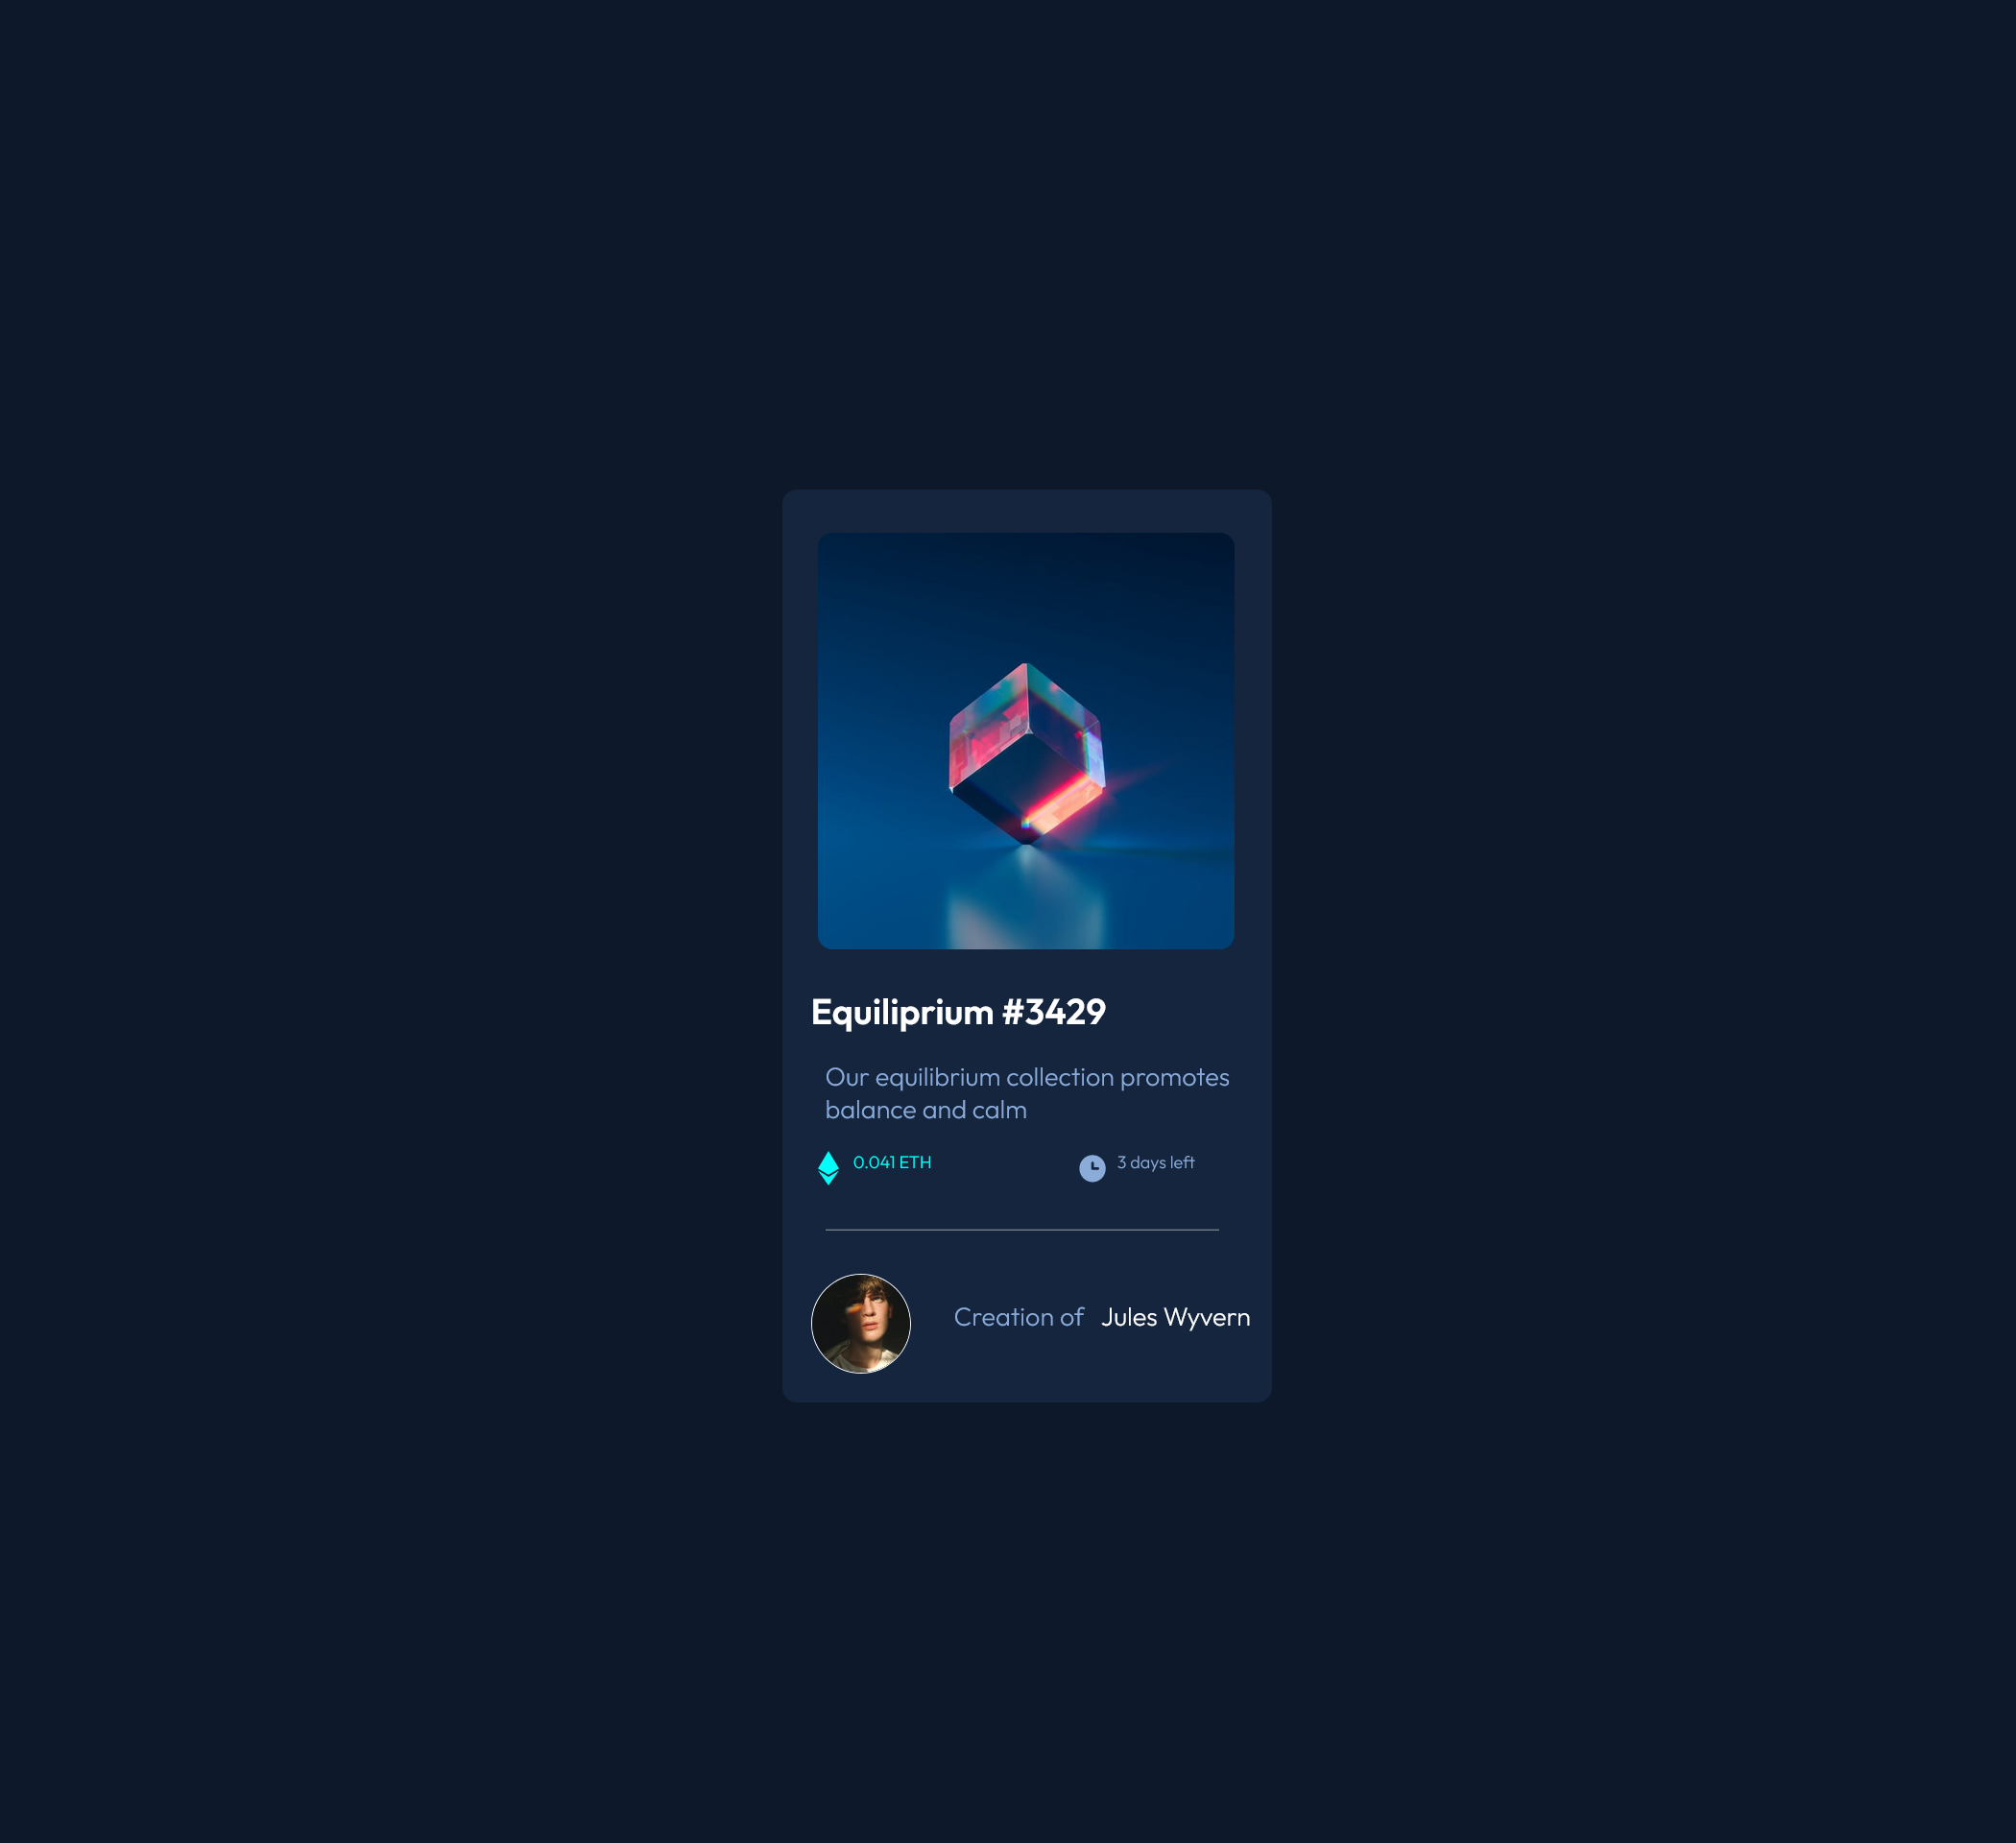 Equiliprium #3429
Our equilibrium collection promotes
balance and calm
0.041 ETH
3 days left
Creation of Jules Wyvern